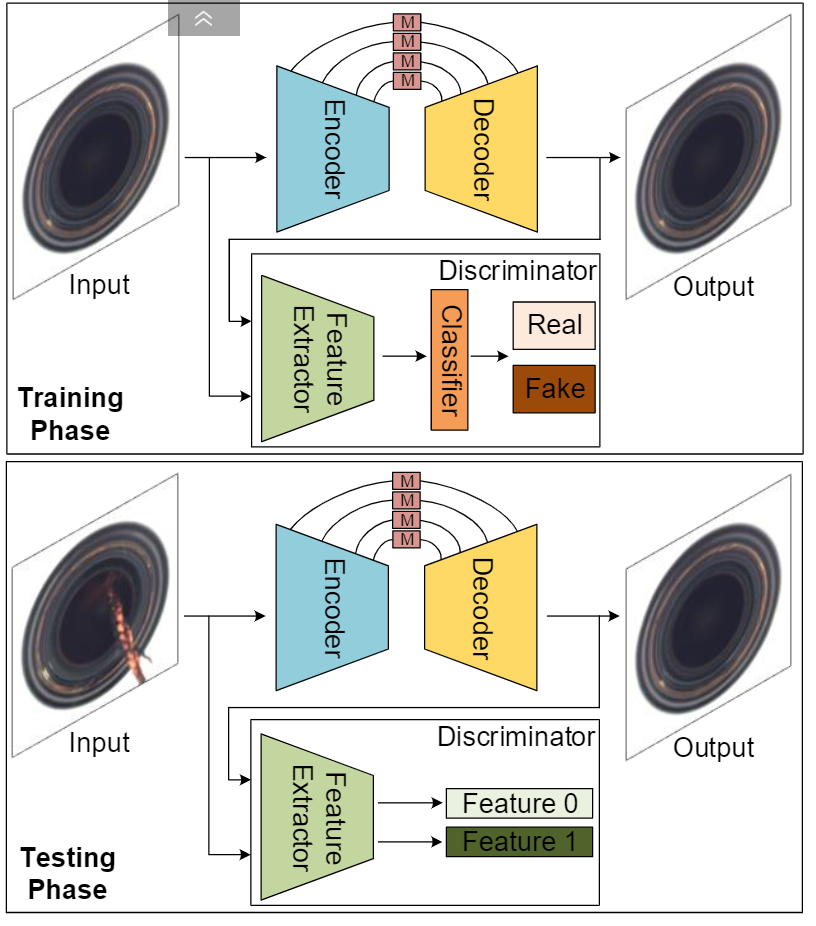 M
M
M
M
Encoder
Decoder
Input
Output
Discriminator
Feature
Extractor
Classifier
Real
Fake
Training
Phase
M
M
M
M
Encoder
Decoder
Input
Output
Discriminator
Feature
Extractor
Feature 0
Feature 1
Testing
Phase